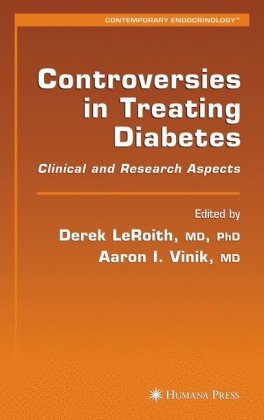 CONTEMPORARY ENDOCRINOLOGY™
Controversies
in Treating
Diabetes
Clinical and Research Aspects
Edited by
Derek LeRoith, MD, PhD
Aaron I. Vinik, MD
HUMANA PRESS